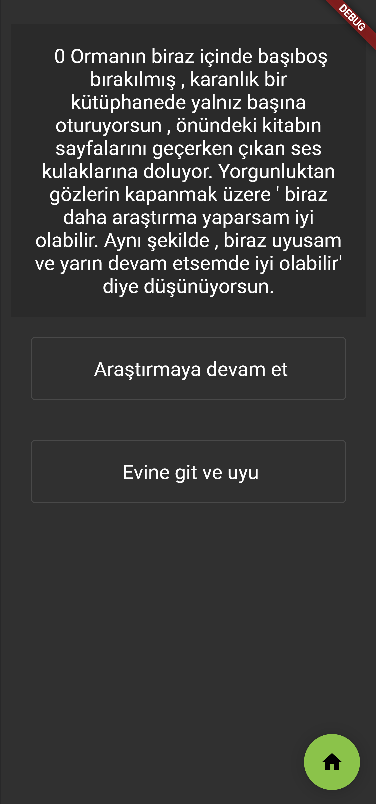 DEBUG
0 Ormanın biraz içinde başıboş
bırakılmış , karanlık bir
kütüphanede yalnız başına
oturuyorsun , önündeki kitabın
sayfalarını geçerken çıkan ses
kulaklarına doluyor. Yorgunluktan
gözlerin kapanmak üzere ' biraz
daha araştırma yaparsam iyi
olabilir. Aynı şekilde , biraz uyusam
ve yarın devam etsemde iyi olabilir'
diye düşünüyorsun.
Araştırmaya devam et
Evine git ve uyu